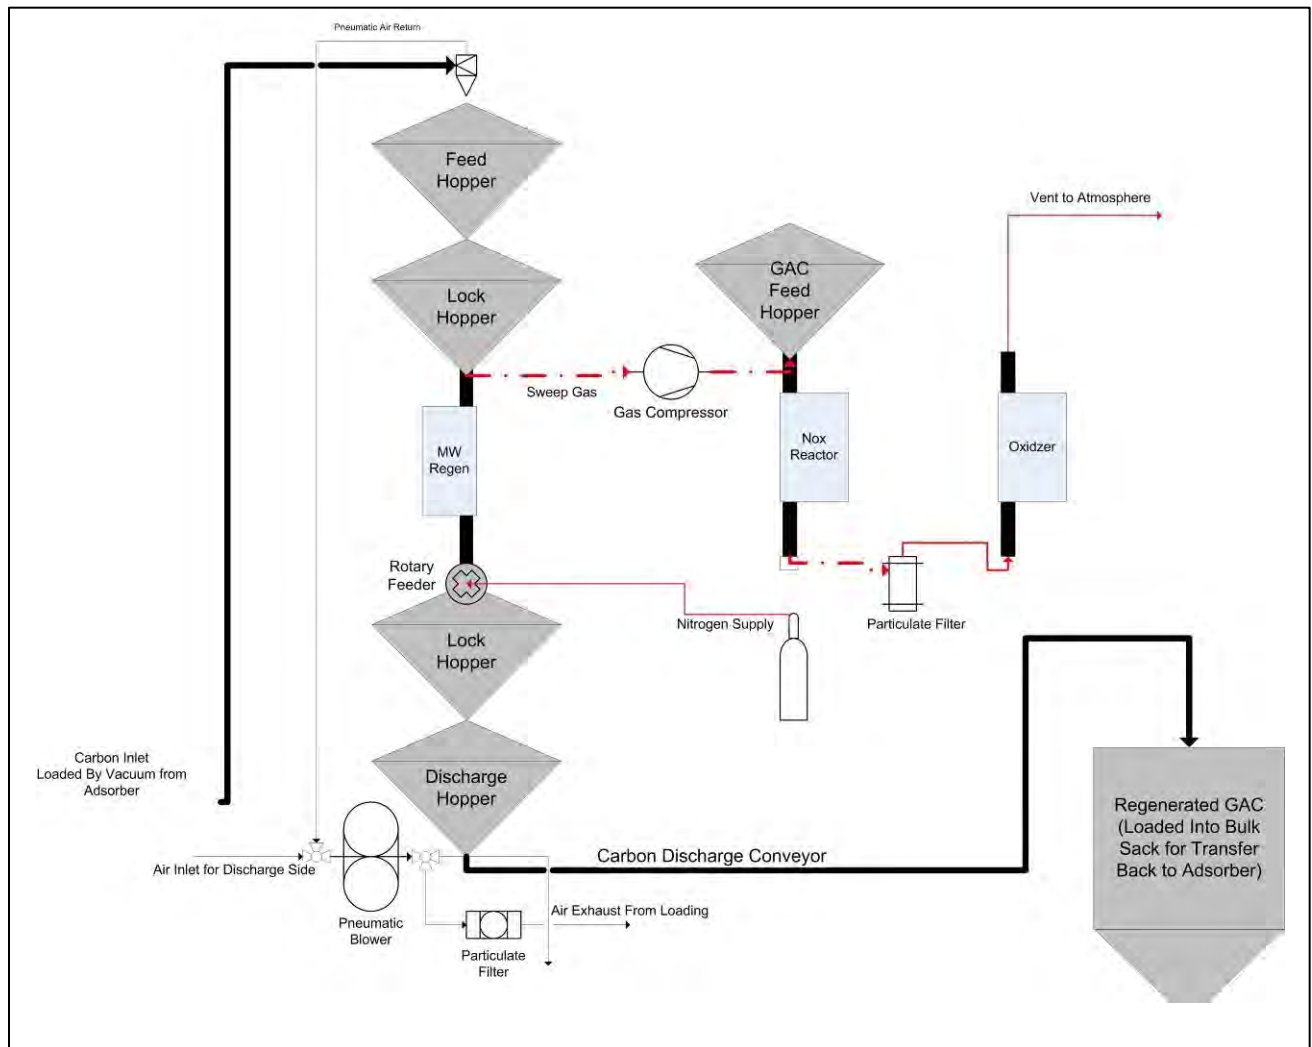 Pneumatic Air Return
Feed
Hopper
Vent to Atmosphere
GAC
Feed
Hopper
Lock
Hopper
Sweep Gas
Gas Compressor
MW
Regen
Nox
Reactor
Oxidzer
Rotary
Feeder
Nitrogen Supply
Particulate Filter
Lock
Hopper
Carbon Inlet
Loaded By Vacuum from
Adsorber
Discharge
Hopper
Regenerated GAC
(Loaded Into Bulk
Sack for Transfer
Back to Adsorber)
Carbon Discharge Conveyor
Air Inlet for Discharge Side
Air Exhaust From Loading
Pneumatic
Blower
Particulate
Filter